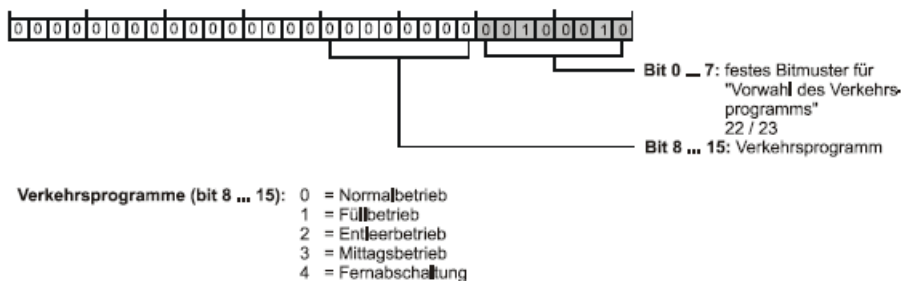 0 0 0 0 0 0 0 0 0 0 0 0 0 0 0 0 0 0 0 0 0 0 0 0 0 0 1 0 0 0 1 0
Bit 0 ... 7: festes Bitmuster für
"Vorwahl des Verkehrs-
programms"
22 / 23
Bit 8 ... 15: Verkehrsprogramm
Verkehrsprogramme (bit 8 ... 15): 0 = Normalbetrieb
1 = Füllbetrieb
2 = Entleerbetrieb
3 = Mittagsbetrieb
4 = Fernabschaltung